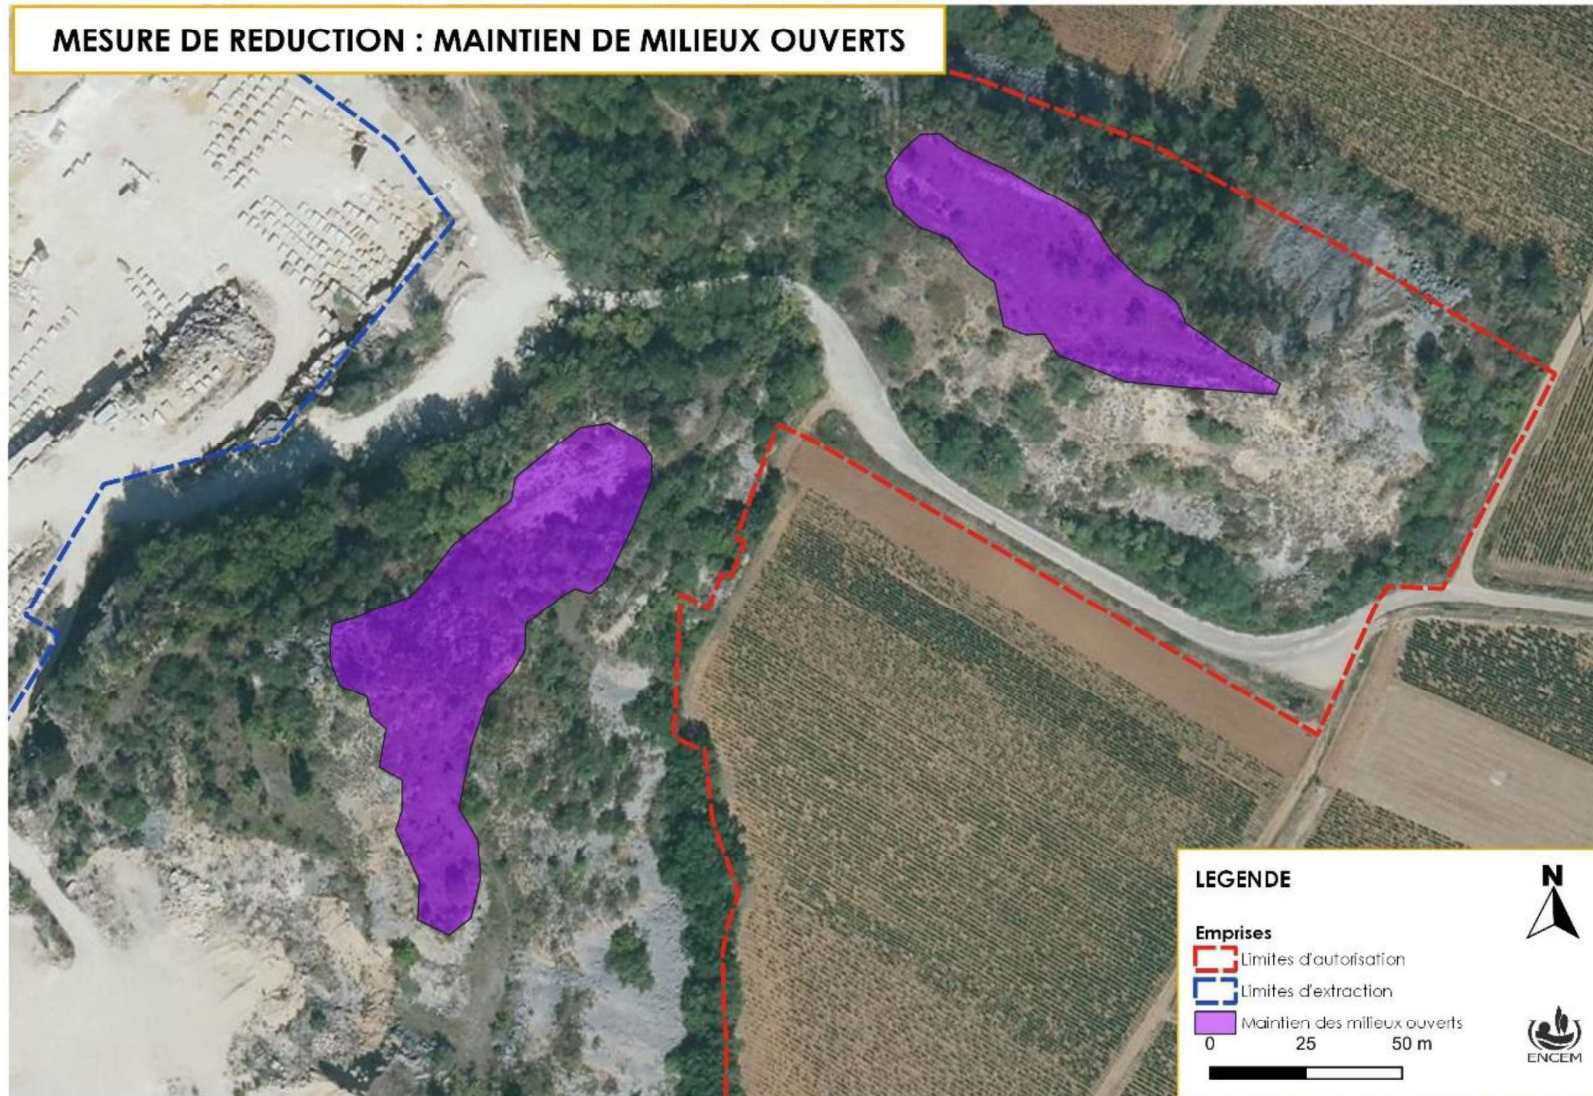 MESURE DE REDUCTION : MAINTIEN DE MILIEUX OUVERTS
LEGENDE
N
Emprises
Limites d'autorisation
Limites d'extraction
Maintien des milieux ouverts
0 25 50 m
ENCEM